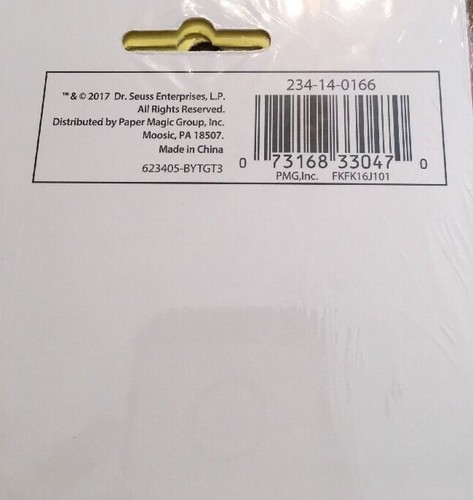 ™ & © 2017 Dr. Seuss Enterprises, L.P.
All Rights Reserved.
Distributed by Paper Magic Group, Inc.
Moosic, PA 18507.
Made in China
623405-BYTGT3
234-14-0166
0 73168 33047 0
PMG,Inc. FKFK16J101